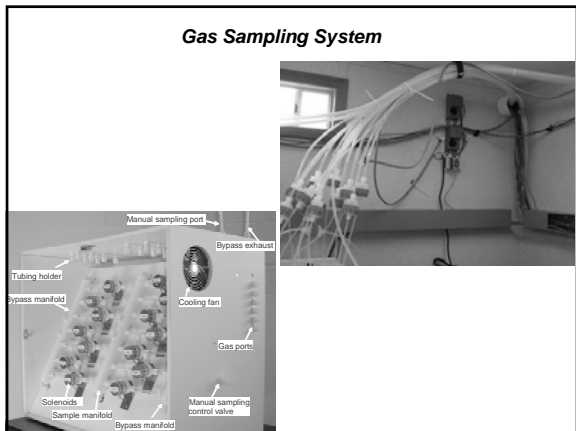 Gas Sampling System
Manual sampling port
Bypass exhaust
Tubing holder
Bypass manifold
Cooling fan
Gas ports
Solenoids
Sample manifold
Bypass manifold
Manual sampling
control valve